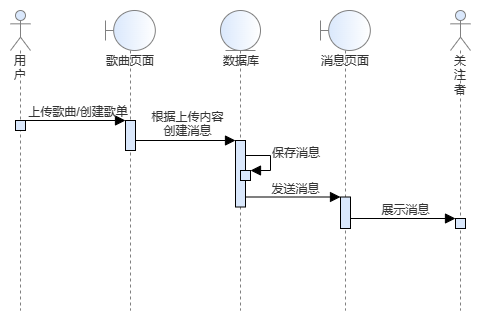 用户
歌曲页面
数据库
消息页面
关注者
上传歌曲/创建歌单
根据上传内容
创建消息
保存消息
发送消息
展示消息